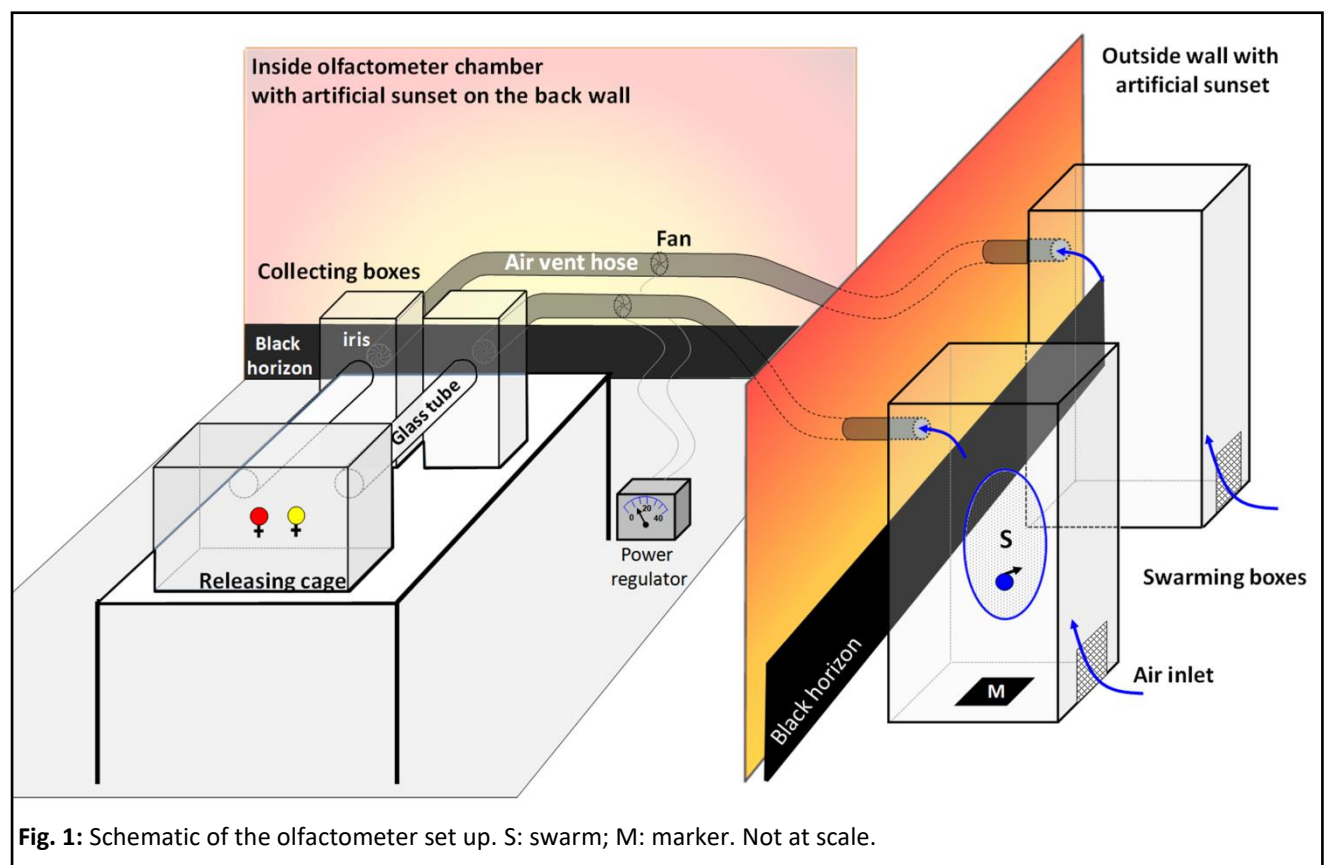 Inside olfactometer chamber
with artificial sunset on the back wall
Outside wall with
artificial sunset
Fan
Air vent hose
Collecting boxes
iris
Black
horizon
Glass tube
0 20 40
Power
regulator
Releasing cage
S
Swarming boxes
Air inlet
M
Black horizon
Fig. 1: Schematic of the olfactometer set up. S: swarm; M: marker. Not at scale.